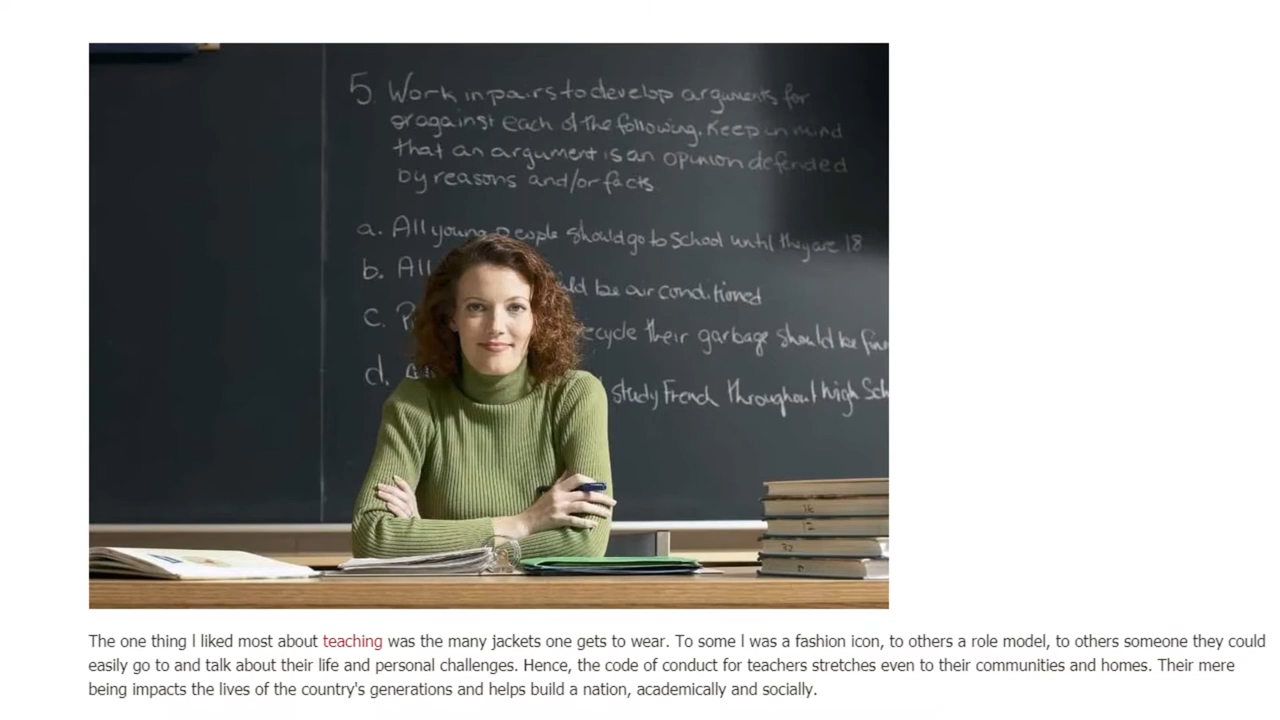 5. Work in pairs to develop arguments for
or against each of the following. Keep in mind
that an argument is an opinion defended
by reasons and/or facts.
a. All young people should go to school until they are 18
b. All be air conditioned
c. recycle their garbage should be
d. study French throughout high
16
12
32
The one thing I liked most about teaching was the many jackets one gets to wear. To some I was a fashion icon, to others a role model, to others someone they could
easily go to and talk about their life and personal challenges. Hence, the code of conduct for teachers stretches even to their communities and homes. Their mere
being impacts the lives of the country's generations and helps build a nation, academically and socially.